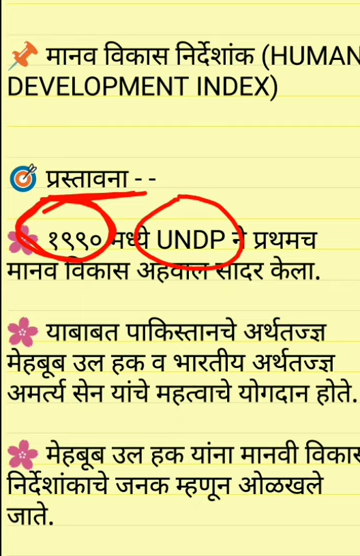 📌 मानव विकास निर्देशांक (HUMAN
DEVELOPMENT INDEX)
🎯 प्रस्तावना - -
🌸 १९९० मध्ये UNDP ने प्रथमच
मानव विकास अहवाल सादर केला.
🌸 याबाबत पाकिस्तानचे अर्थतज्ज्ञ
मेहबूब उल हक व भारतीय अर्थतज्ज्ञ
अमर्त्य सेन यांचे महत्वाचे योगदान होते.
🌸 मेहबूब उल हक यांना मानवी विकास
निर्देशांकाचे जनक म्हणून ओळखले
जाते.